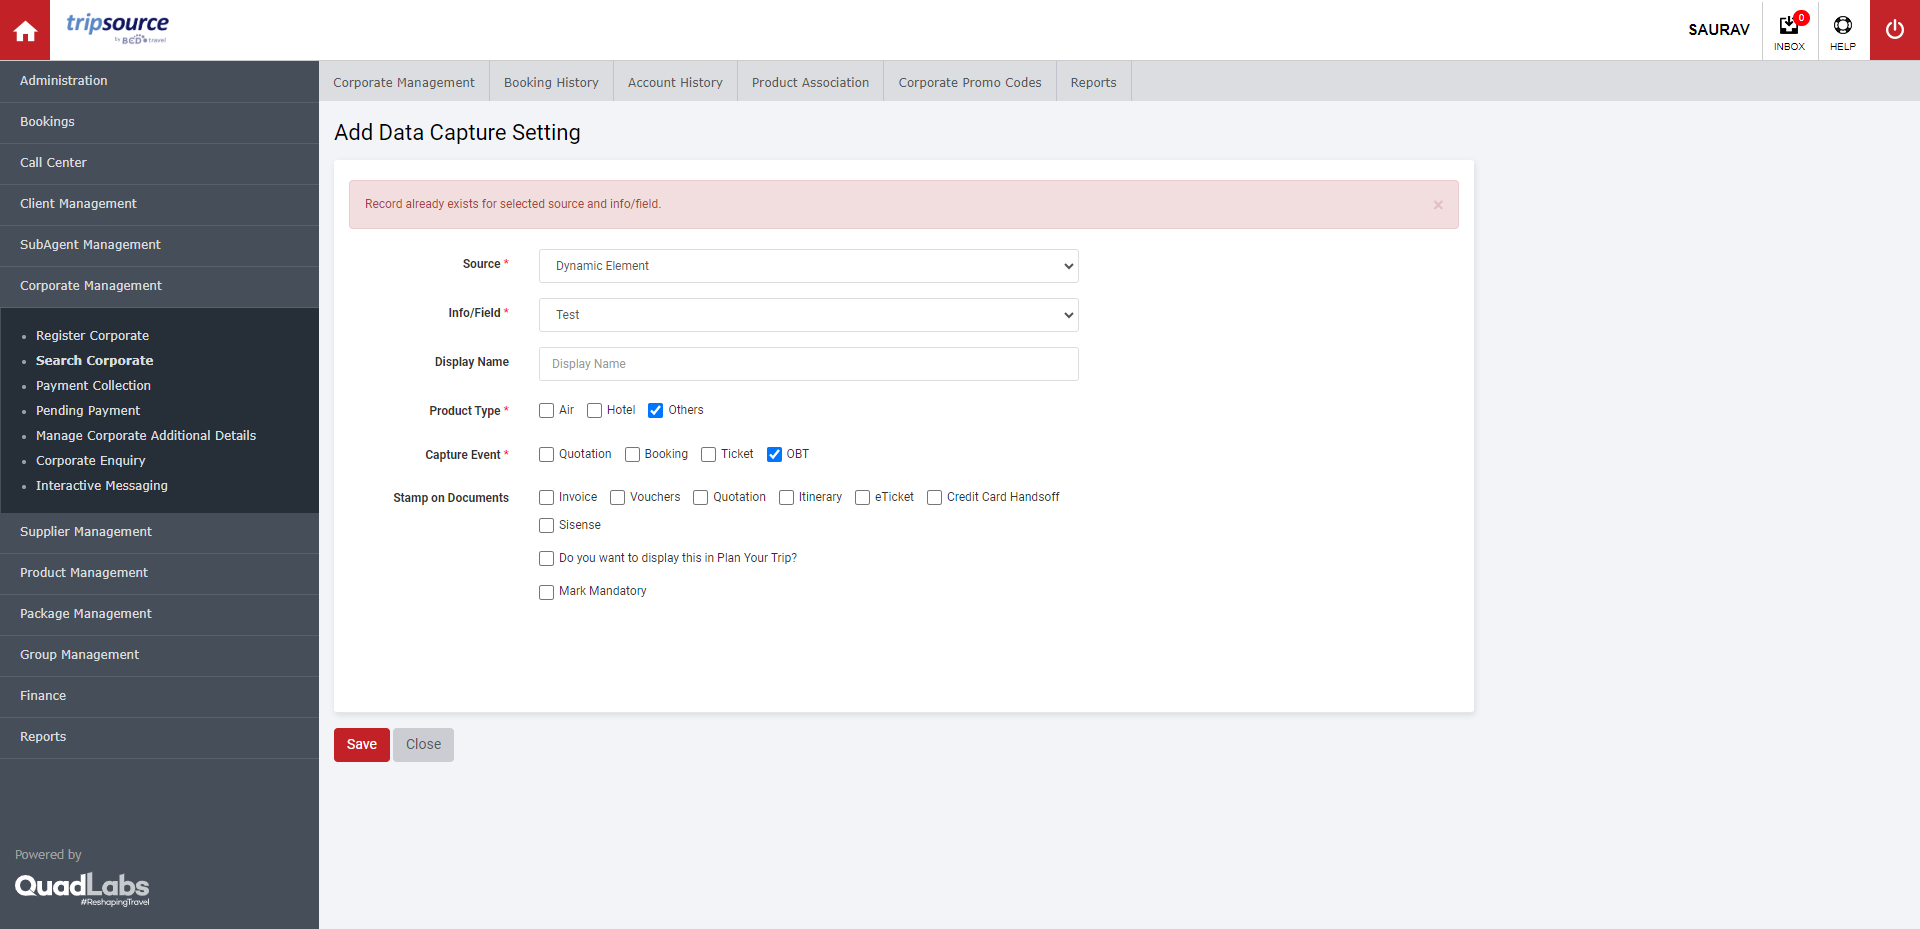 tripsource
by BCD travel
SAURAV
0
INBOX
HELP
Administration
Bookings
Call Center
Client Management
SubAgent Management
Corporate Management
Register Corporate
Search Corporate
Payment Collection
Pending Payment
Manage Corporate Additional Details
Corporate Enquiry
Interactive Messaging
Supplier Management
Product Management
Package Management
Group Management
Finance
Reports
Powered by
QuadLabs
#ReshapingTravel
Corporate Management Booking History Account History Product Association Corporate Promo Codes Reports
Add Data Capture Setting
Record already exists for selected source and info/field. ×
Source * Dynamic Element
Info/Field * Test
Display Name Display Name
Product Type * Air Hotel Others
Capture Event * Quotation Booking Ticket OBT
Stamp on Documents Invoice Vouchers Quotation Itinerary eTicket Credit Card Handsoff
Sisense
Do you want to display this in Plan Your Trip?
Mark Mandatory
Save Close